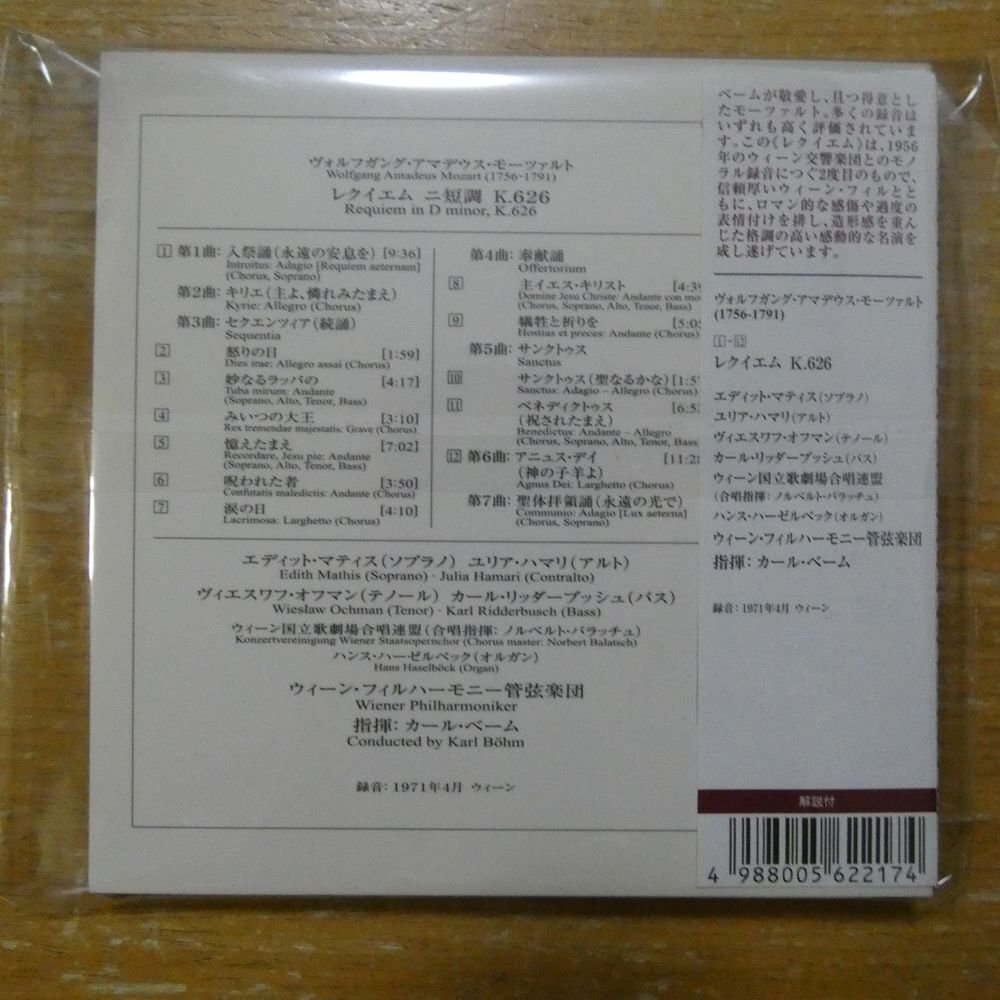 ヴォルフガング・アマデウス・モーツァルト
Wolfgang Amadeus Mozart (1756-1791)
レクイエム ニ短調 K.626
Requiem in D minor, K.626
1 第1曲: 入祭誦(永遠の安息を) [9:36]
Introitus: Adagio [Requiem aeternam]
(Chorus, Soprano)
第2曲: キリエ(主よ、憐れみたまえ)
Kyrie: Allegro (Chorus)
第3曲: セクエンツィア(続誦)
Sequentia
2 怒りの日 [1:59]
Dies irae: Allegro assai (Chorus)
3 妙なるラッパの [4:17]
Tuba mirum: Andante
(Soprano, Alto, Tenor, Bass)
4 みいつの大王 [3:10]
Rex tremendae majestatis: Grave (Chorus)
5 憶えたまえ [7:02]
Recordare, Jesu pie: Andante
(Soprano, Alto, Tenor, Bass)
6 呪われた者 [3:50]
Confutatis maledictis: Andante (Chorus)
7 涙の日 [4:10]
Lacrimosa: Larghetto (Chorus)
第4曲: 奉献誦
Offertorium
8 主イエス・キリスト [4:39
Domine Jesu Christe: Andante con mo
(Chorus, Soprano, Alto, Tenor, Bass)
9 犠牲と祈りを [5:05
Hostias et preces: Andante (Chorus)
第5曲: サンクトゥス
Sanctus
10 サンクトゥス(聖なるかな) [1:5
Sanctus: Adagio – Allegro (Chorus)
11 ベネディクトゥス [6:5
(祝されたまえ)
Benedictus: Andante – Allegro
(Chorus, Soprano, Alto, Tenor, Bass
12 第6曲: アニュス・デイ [11:28
(神の子羊よ)
Agnus Dei: Larghetto (Chorus)
第7曲: 聖体拝領誦(永遠の光で)
Communio: Adagio [Lux aeterna]
(Chorus, Soprano)
エディット・マティス(ソプラノ) ユリア・ハマリ(アルト)
Edith Mathis (Soprano) · Julia Hamari (Contralto)
ヴィエスワフ・オフマン(テノール) カール・リッダーブッシュ(バス)
Wiesław Ochman (Tenor) · Karl Ridderbusch (Bass)
ウィーン国立歌劇場合唱連盟(合唱指揮: ノルベルト・バラッチュ)
Konzertvereinigung Wiener Staatsopernchor (Chorus master: Norbert Balatsch)
ハンス・ハーゼルベック(オルガン)
Hans Haselböck (Organ)
ウィーン・フィルハーモニー管弦楽団
Wiener Philharmoniker
指揮: カール・ベーム
Conducted by Karl Böhm
録音: 1971年4月 ウィーン
ベームが敬愛し、且つ得意とし
たモーツァルト。多くの録音は
いずれも高く評価されていま
す。この《レクイエム》は、1956
年のウィーン交響楽団とのモノ
ラル録音につぐ2度目のもので、
信頼厚いウィーン・フィルとと
もに、ロマン的な感傷や過度の
表情付けを排し、造形感を重ん
じた格調の高い感動的な名演を
成し遂げています。
ヴォルフガング・アマデウス・モーツァルト
(1756-1791)
1-12
レクイエム K.626
エディット・マティス(ソプラノ)
ユリア・ハマリ(アルト)
ヴィエスワフ・オフマン(テノール)
カール・リッダーブッシュ(バス)
ウィーン国立歌劇場合唱連盟
(合唱指揮: ノルベルト・バラッチュ)
ハンス・ハーゼルベック(オルガン)
ウィーン・フィルハーモニー管弦楽団
指揮: カール・ベーム
録音: 1971年4月 ウィーン
解説付
4 988005 622174